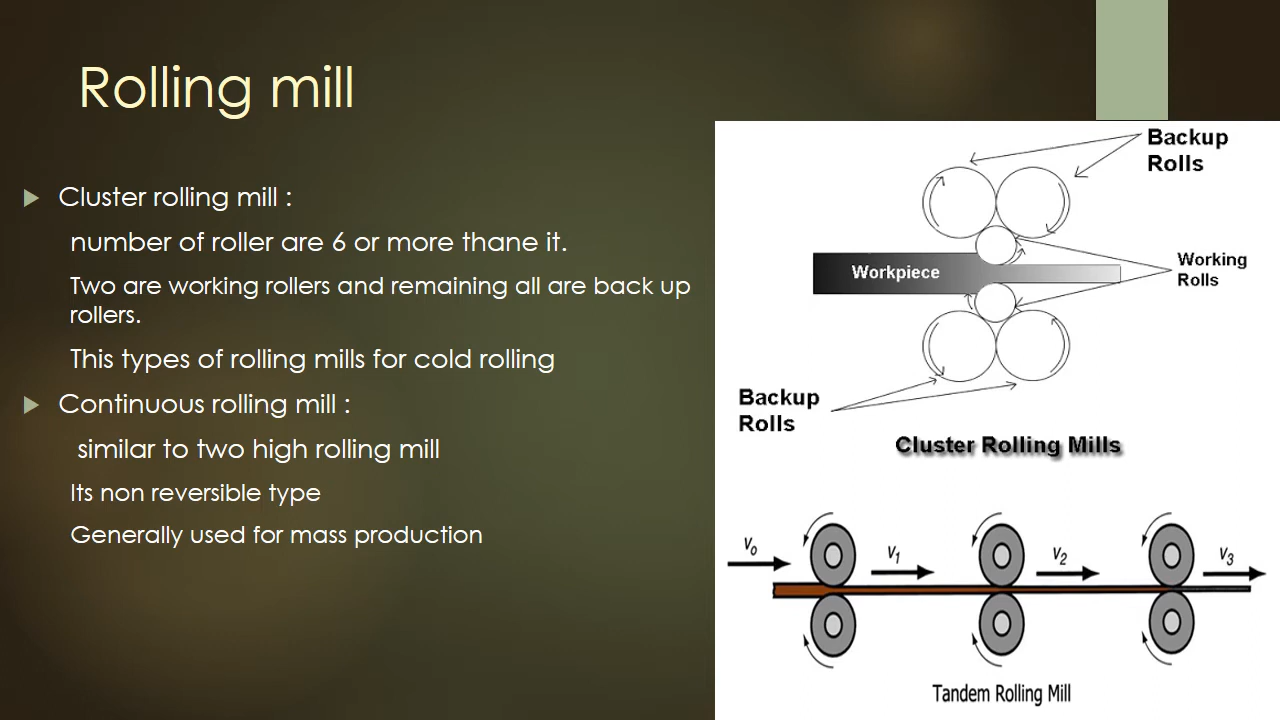 Rolling mill
Cluster rolling mill :
number of roller are 6 or more thane it.
Two are working rollers and remaining all are back up
rollers.
This types of rolling mills for cold rolling
Continuous rolling mill :
similar to two high rolling mill
Its non reversible type
Generally used for mass production
Backup
Rolls
Workpiece
Working
Rolls
Backup
Rolls
Cluster Rolling Mills
v₀
v₁
v₂
v₃
Tandem Rolling Mill